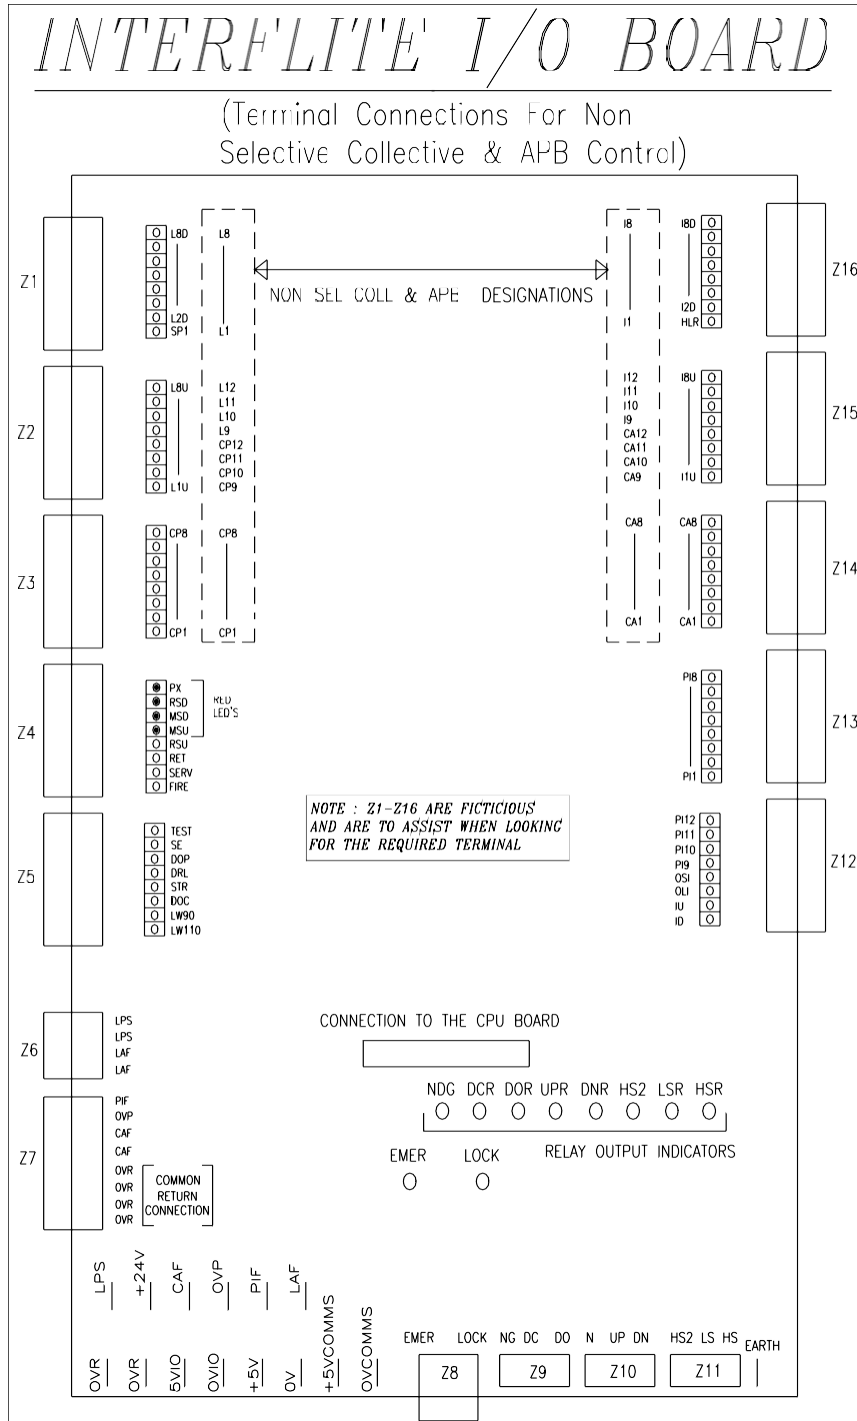 INTERFLITE I/O BOARD
(Terminal Connections For Non
Selective Collective & APB Control)
Z1
L8D
L2D
SP1
L8
L1
NON SEL COLL & APB DESIGNATIONS
I8
I1
I8D
I2D
HLR
Z16
Z2
L8U
L1U
L12
L11
L10
L9
CP12
CP11
CP10
CP9
I12
I11
I10
I9
CA12
CA11
CA10
CA9
I8U
I1U
Z15
Z3
CP8
CP1
CP8
CP1
CA8
CA1
CA8
CA1
Z14
Z4
PX
RSD
MSD
MSU
RSU
RET
SERV
FIRE
RED
LED'S
PI8
PI1
Z13
NOTE : Z1-Z16 ARE FICTICIOUS
AND ARE TO ASSIST WHEN LOOKING
FOR THE REQUIRED TERMINAL
Z5
TEST
SE
DOP
DRL
STR
DOC
LW90
LW110
PI12
PI11
PI10
PI9
OSI
OLI
IU
ID
Z12
Z6
LPS
LPS
LAF
LAF
CONNECTION TO THE CPU BOARD
NDG DCR DOR UPR DNR HS2 LSR HSR
RELAY OUTPUT INDICATORS
EMER LOCK
Z7
PIF
OVP
CAF
CAF
OVR
OVR
OVR
OVR
COMMON
RETURN
CONNECTION
LPS
+24V
CAF
OVP
PIF
LAF
OVR
OVR
5VIO
OVIO
+5V
OV
+5VCOMMS
OVCOMMS
EMER LOCK NG DC DO N UP DN HS2 LS HS EARTH
Z8 Z9 Z10 Z11